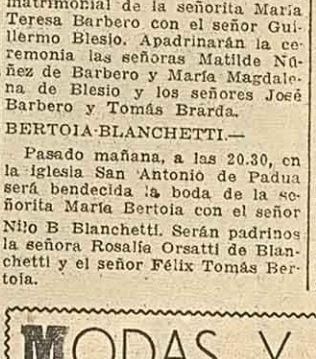 matrimonial de la señorita María
Teresa Barbero con el señor Gui-
llermo Blesio. Apadrinarán la ce-
remonia las señoras Matilde Nú-
ñez de Barbero y María Magdale-
na de Blesio y los señores José
Barbero y Tomás Brarda.
BERTOIA-BLANCHETTI.—
Pasado mañana, a las 20.30, en
la iglesia San Antonio de Padua
será bendecida la boda de la se-
ñorita María Bertoia con el señor
Nilo B Blanchetti. Serán padrinos
la señora Rosalía Orsatti de Blan-
chetti y el señor Félix Tomás Ber-
toia.
MODAS Y